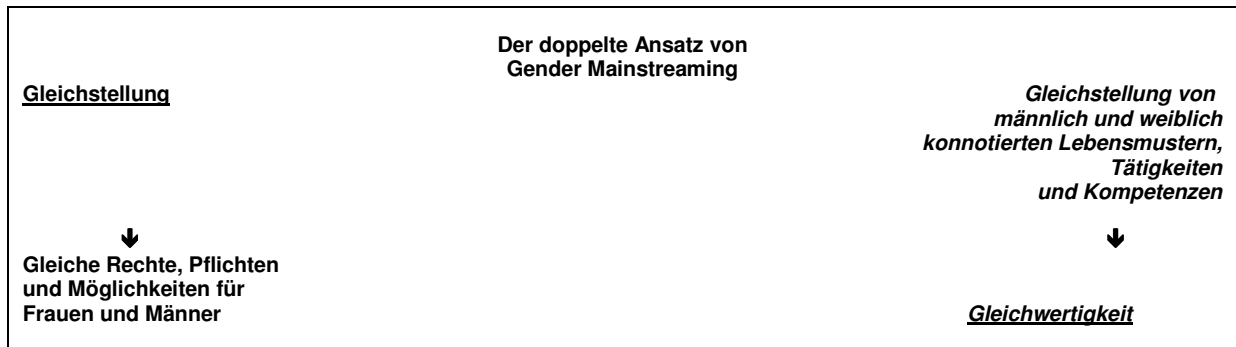 Der doppelte Ansatz von
Gender Mainstreaming
Gleichstellung
Gleichstellung von
männlich und weiblich
konnotierten Lebensmustern,
Tätigkeiten
und Kompetenzen
Gleiche Rechte, Pflichten
und Möglichkeiten für
Frauen und Männer
Gleichwertigkeit